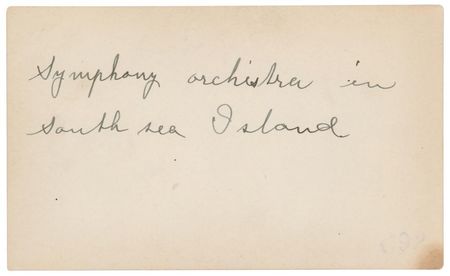 Symphony orchistra in
South sea Island